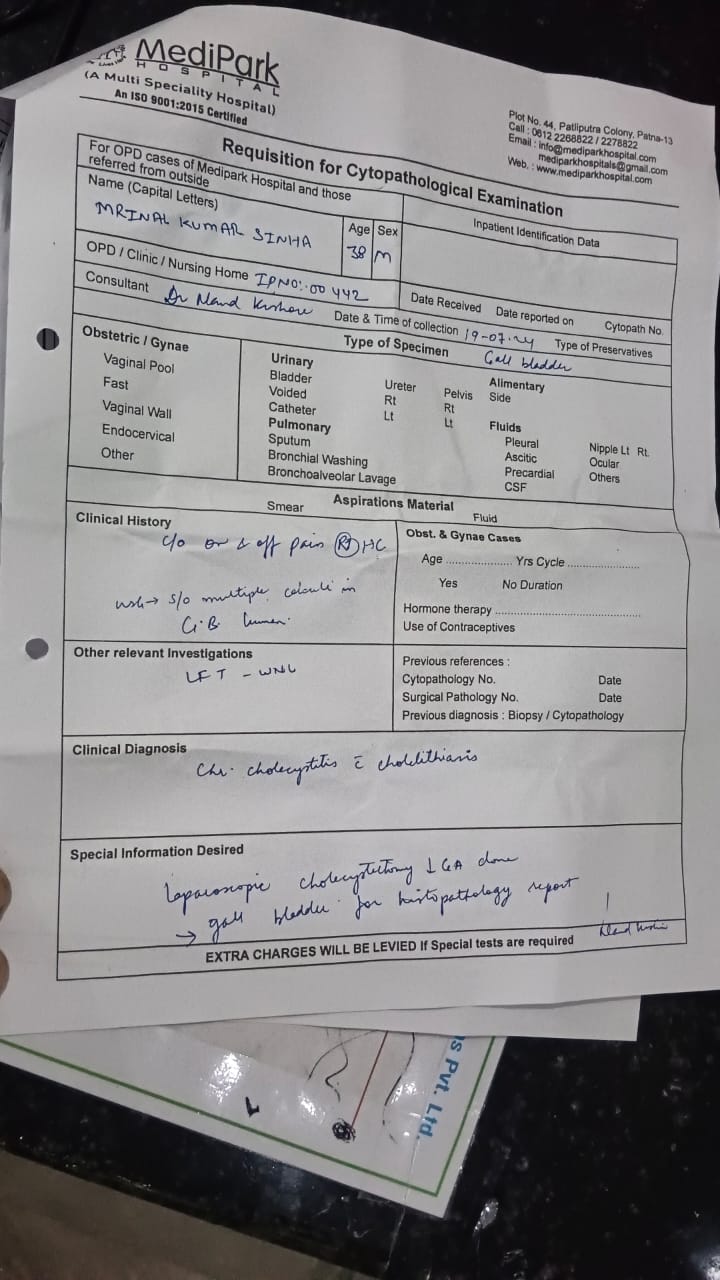 MediPark
HOSPITAL
(A Multi Speciality Hospital)
An ISO 9001:2015 Certified
Plot No. 44, Patliputra Colony, Patna-13
Call : 0612 2268822 / 2278822
Email : info@mediparkhospital.com
mediparkhospitals@gmail.com
Web. : www.mediparkhospital.com
Requisition for Cytopathological Examination
For OPD cases of Medipark Hospital and those
referred from outside
Inpatient Identification Data
Name (Capital Letters)
MRINAL KUMAR SINHA
Age Sex
38 M
OPD / Clinic / Nursing Home IPNO:. 00442
Date Received Date reported on Cytopath No.
Consultant Dr Nand Kishore Date & Time of collection 19-07-24 Type of Preservatives
Type of Specimen Gall bladder
Obstetric / Gynae
Vaginal Pool
Fast
Vaginal Wall
Endocervical
Other
Urinary
Bladder Ureter Pelvis
Voided Rt Rt
Catheter Lt Lt
Pulmonary
Sputum
Bronchial Washing
Bronchoalveolar Lavage
Alimentary
Side
Fluids
Pleural Nipple Lt Rt.
Ascitic Ocular
Precardial Others
CSF
Aspirations Material
Smear Fluid
Clinical History
c/o on & off pain (R) HC
USG → S/O multiple calculi in
G.B. lumen.
Obst. & Gynae Cases
Age .................... Yrs Cycle ......................
Yes No Duration
Hormone therapy ............................................
Use of Contraceptives
Other relevant Investigations
LFT - WNL
Previous references :
Cytopathology No. Date
Surgical Pathology No. Date
Previous diagnosis : Biopsy / Cytopathology
Clinical Diagnosis
Chr. cholecystitis c̄ cholelithiasis
Special Information Desired
Laparoscopic cholecystectomy ↓ GA done
→ gall bladder for histopathology report
Nand Kishore
EXTRA CHARGES WILL BE LEVIED If Special tests are required
ns Pvt. Ltd.